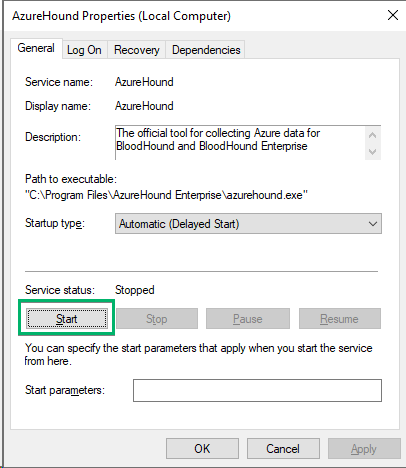 AzureHound Properties (Local Computer)
General Log On Recovery Dependencies
Service name: AzureHound
Display name: AzureHound
Description: The official tool for collecting Azure data for
BloodHound and BloodHound Enterprise
Path to executable:
"C:\Program Files\AzureHound Enterprise\azurehound.exe"
Startup type: Automatic (Delayed Start)
Service status: Stopped
Start Stop Pause Resume
You can specify the start parameters that apply when you start the service
from here.
Start parameters:
OK Cancel Apply